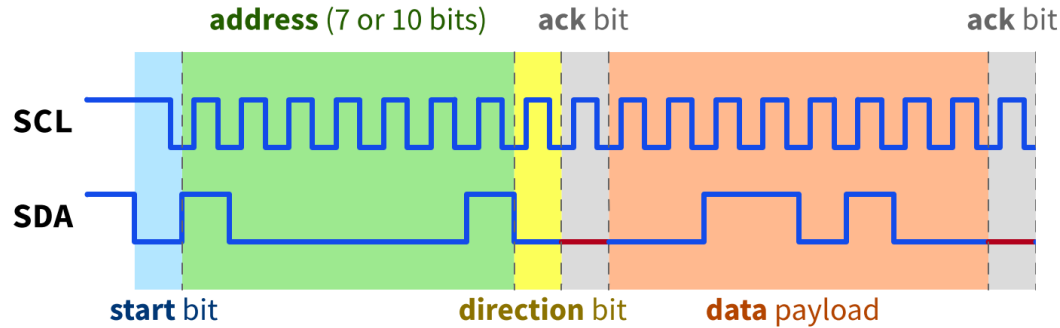 address (7 or 10 bits) ack bit ack bit
SCL
SDA
start bit direction bit data payload